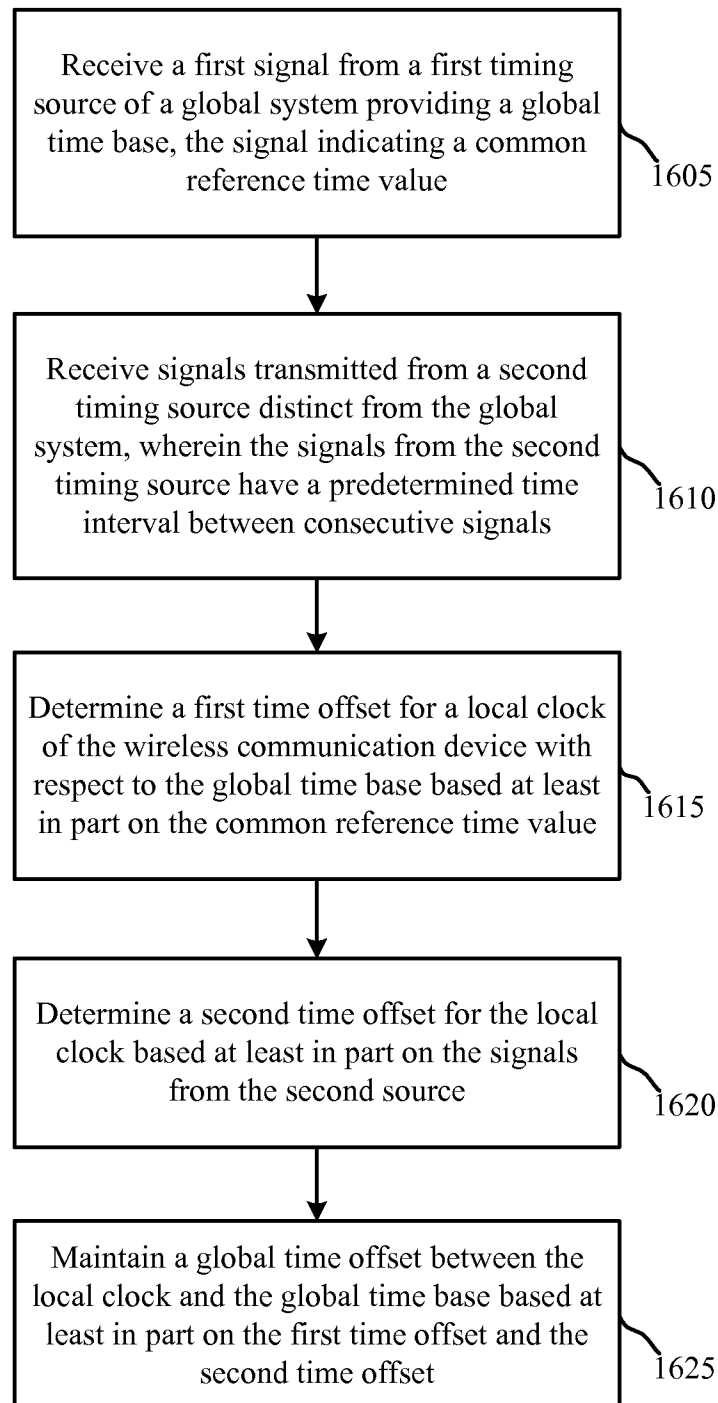 Receive a first signal from a first timing
source of a global system providing a global
time base, the signal indicating a common
reference time value
1605
Receive signals transmitted from a second
timing source distinct from the global
system, wherein the signals from the second
timing source have a predetermined time
interval between consecutive signals
1610
Determine a first time offset for a local clock
of the wireless communication device with
respect to the global time base based at least
in part on the common reference time value
1615
Determine a second time offset for the local
clock based at least in part on the signals
from the second source
1620
Maintain a global time offset between the
local clock and the global time base based at
least in part on the first time offset and the
second time offset
1625